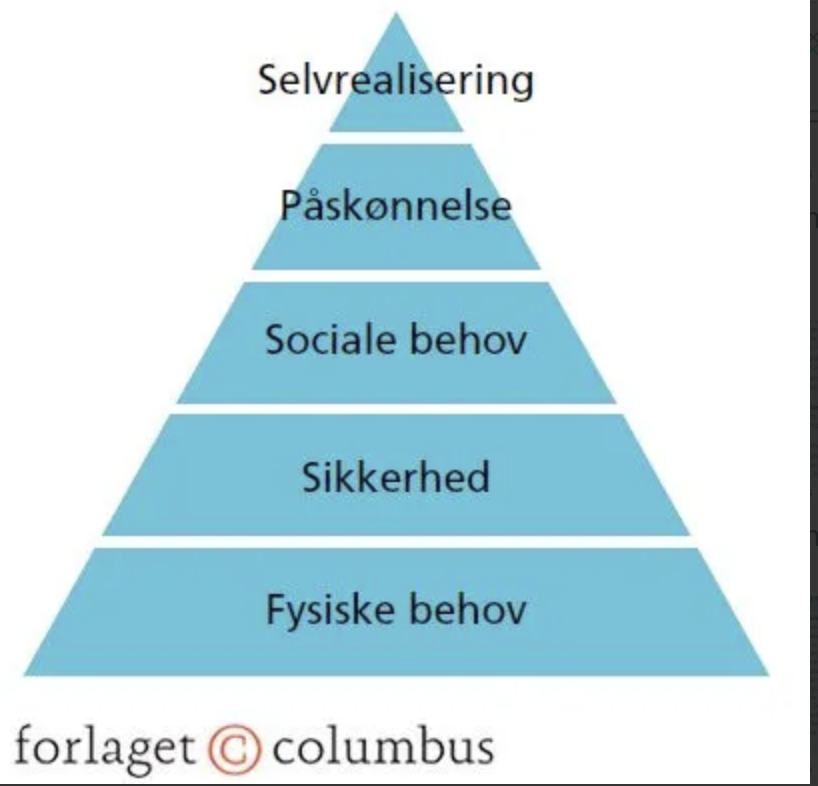 Selvrealisering
Påskønnelse
Sociale behov
Sikkerhed
Fysiske behov
forlaget © columbus